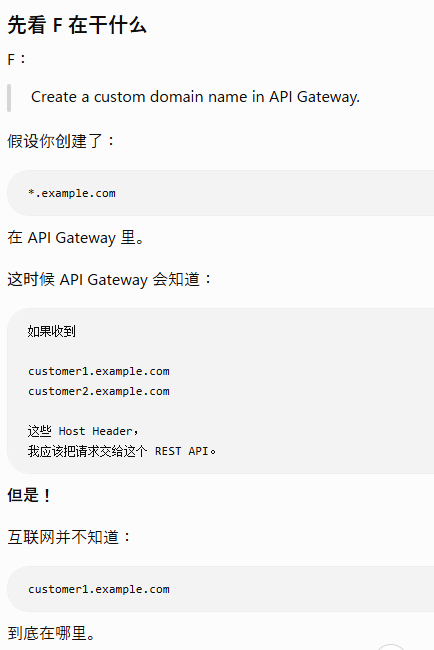 先看 F 在干什么
F：
Create a custom domain name in API Gateway.
假设你创建了：
*.example.com
在 API Gateway 里。
这时候 API Gateway 会知道：
如果收到
customer1.example.com
customer2.example.com
这些 Host Header，
我应该把请求交给这个 REST API。
但是！
互联网并不知道：
customer1.example.com
到底在哪里。